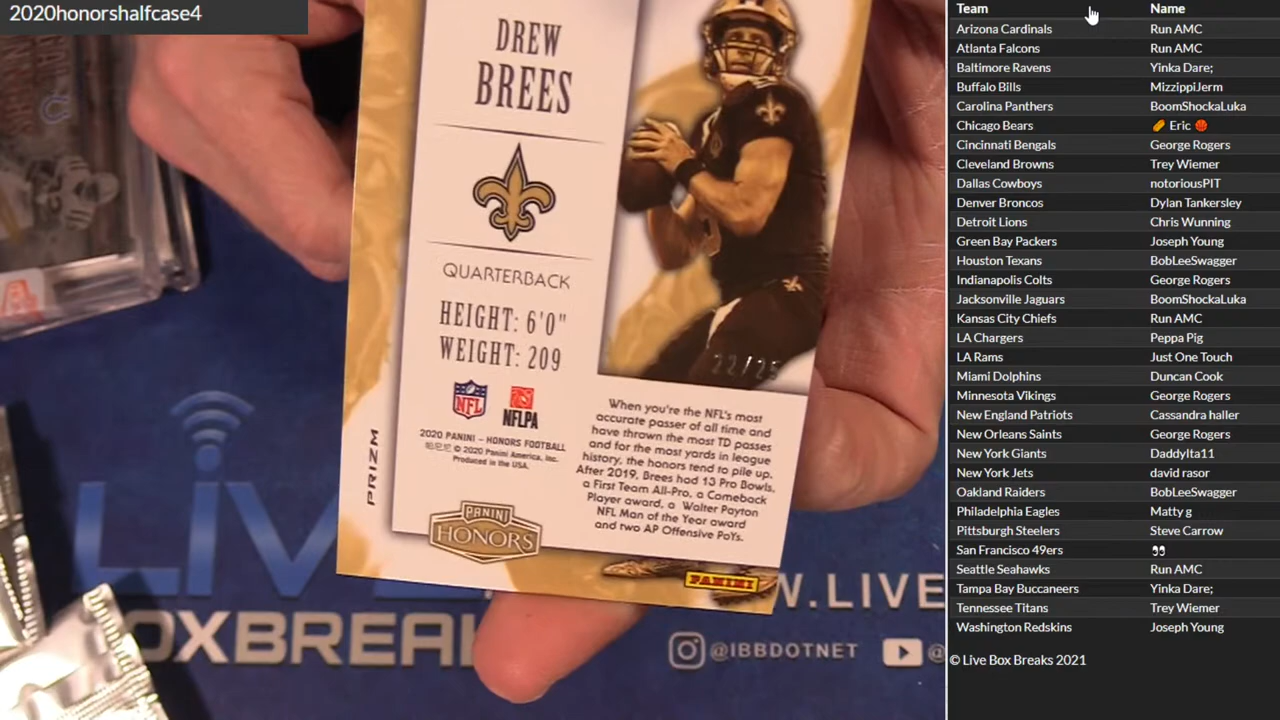 2020honorshalfcase4
DREW
BREES
QUARTERBACK
HEIGHT: 6'0"
WEIGHT: 209
22/25
NFL
NFLPA
2020 PANINI – HONORS FOOTBALL
© 2020 Panini America, Inc.
Produced in the USA.
PRIZM
PANINI
HONORS
When you're the NFL's most
accurate passer of all time and
have thrown the most TD passes
and for the most yards in league
history, the honors tend to pile up.
After 2019, Brees had 13 Pro Bowls,
a First Team All-Pro, a Comeback
Player award, a Walter Payton
NFL Man of the Year award
and two AP Offensive PoYs.
PANINI
LIVE
OXBREAK
W.LIVE
@IBBDOTNET
@
Team Name
Arizona Cardinals Run AMC
Atlanta Falcons Run AMC
Baltimore Ravens Yinka Dare;
Buffalo Bills MizzippiJerm
Carolina Panthers BoomShockaLuka
Chicago Bears 🥜 Eric 🏀
Cincinnati Bengals George Rogers
Cleveland Browns Trey Wiemer
Dallas Cowboys notoriousPIT
Denver Broncos Dylan Tankersley
Detroit Lions Chris Wunning
Green Bay Packers Joseph Young
Houston Texans BobLeeSwagger
Indianapolis Colts George Rogers
Jacksonville Jaguars BoomShockaLuka
Kansas City Chiefs Run AMC
LA Chargers Peppa Pig
LA Rams Just One Touch
Miami Dolphins Duncan Cook
Minnesota Vikings George Rogers
New England Patriots Cassandra haller
New Orleans Saints George Rogers
New York Giants DaddyIta11
New York Jets david rasor
Oakland Raiders BobLeeSwagger
Philadelphia Eagles Matty g
Pittsburgh Steelers Steve Carrow
San Francisco 49ers 👀
Seattle Seahawks Run AMC
Tampa Bay Buccaneers Yinka Dare;
Tennessee Titans Trey Wiemer
Washington Redskins Joseph Young
© Live Box Breaks 2021